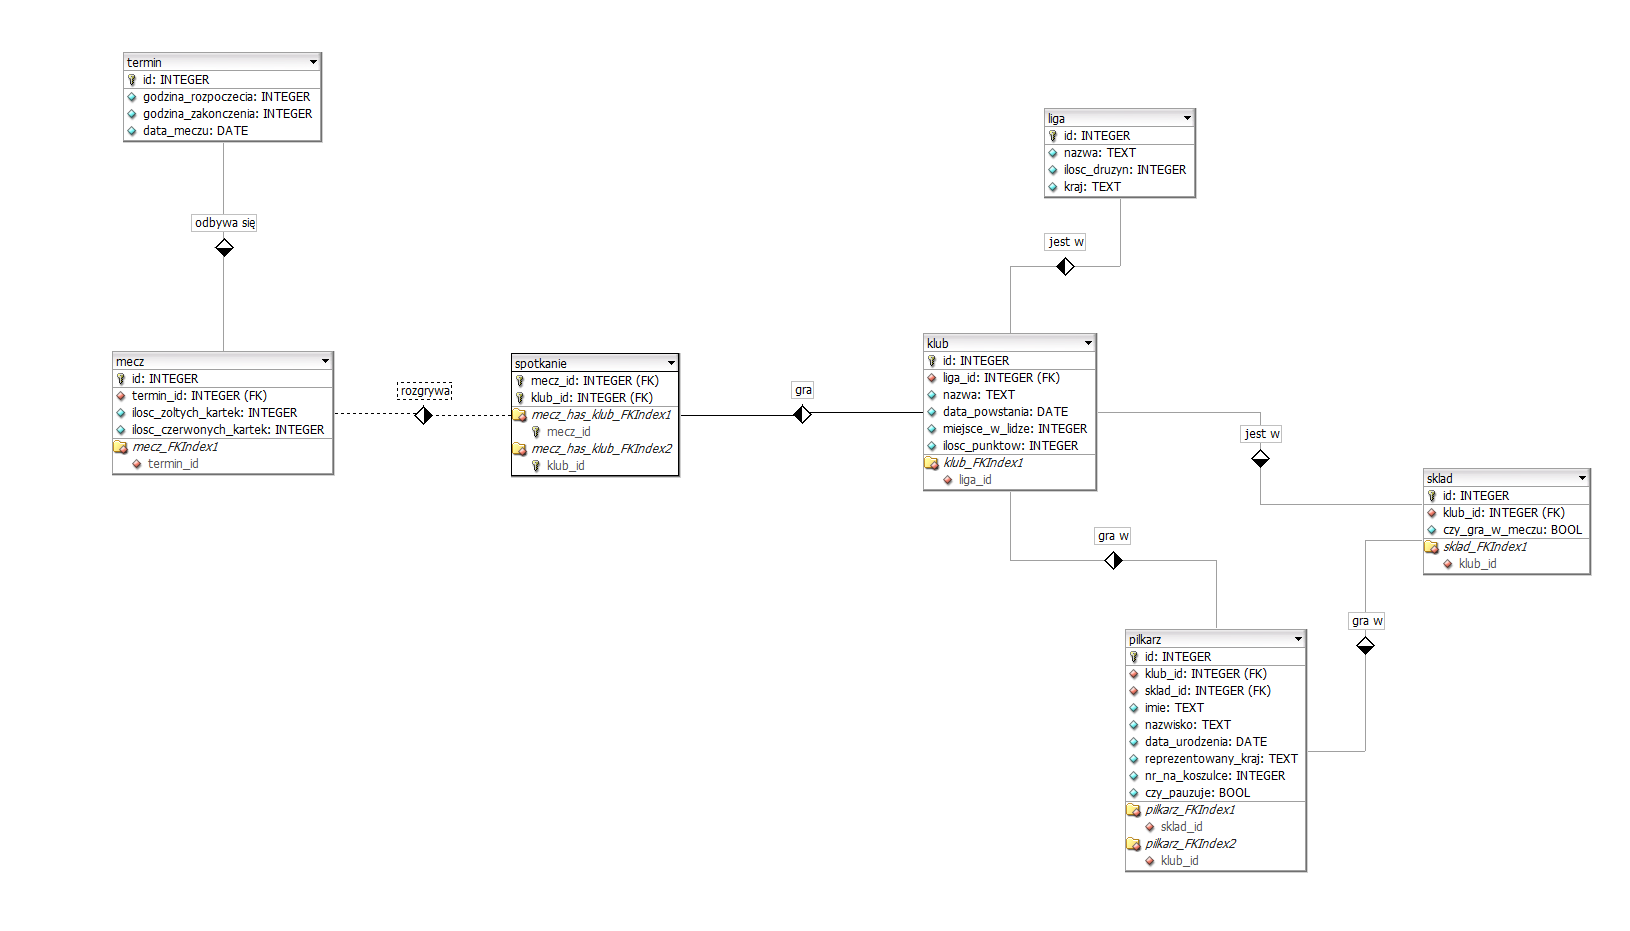 termin
id: INTEGER
godzina_rozpoczecia: INTEGER
godzina_zakonczenia: INTEGER
data_meczu: DATE
odbywa się
mecz
id: INTEGER
termin_id: INTEGER (FK)
ilosc_zoltych_kartek: INTEGER
ilosc_czerwonych_kartek: INTEGER
mecz_FKIndex1
termin_id
rozgrywa
spotkanie
mecz_id: INTEGER (FK)
klub_id: INTEGER (FK)
mecz_has_klub_FKIndex1
mecz_id
mecz_has_klub_FKIndex2
klub_id
gra
liga
id: INTEGER
nazwa: TEXT
ilosc_druzyn: INTEGER
kraj: TEXT
jest w
klub
id: INTEGER
liga_id: INTEGER (FK)
nazwa: TEXT
data_powstania: DATE
miejsce_w_lidze: INTEGER
ilosc_punktow: INTEGER
klub_FKIndex1
liga_id
jest w
sklad
id: INTEGER
klub_id: INTEGER (FK)
czy_gra_w_meczu: BOOL
sklad_FKIndex1
klub_id
gra w
gra w
pilkarz
id: INTEGER
klub_id: INTEGER (FK)
sklad_id: INTEGER (FK)
imie: TEXT
nazwisko: TEXT
data_urodzenia: DATE
reprezentowany_kraj: TEXT
nr_na_koszulce: INTEGER
czy_pauzuje: BOOL
pilkarz_FKIndex1
sklad_id
pilkarz_FKIndex2
klub_id